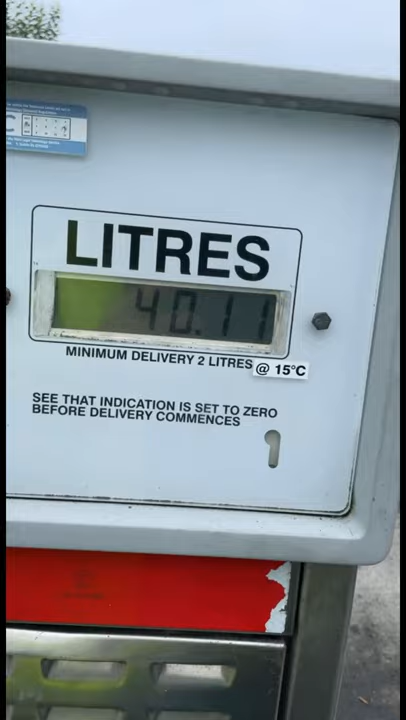 LITRES
40.11
MINIMUM DELIVERY 2 LITRES @ 15°C
SEE THAT INDICATION IS SET TO ZERO
BEFORE DELIVERY COMMENCES